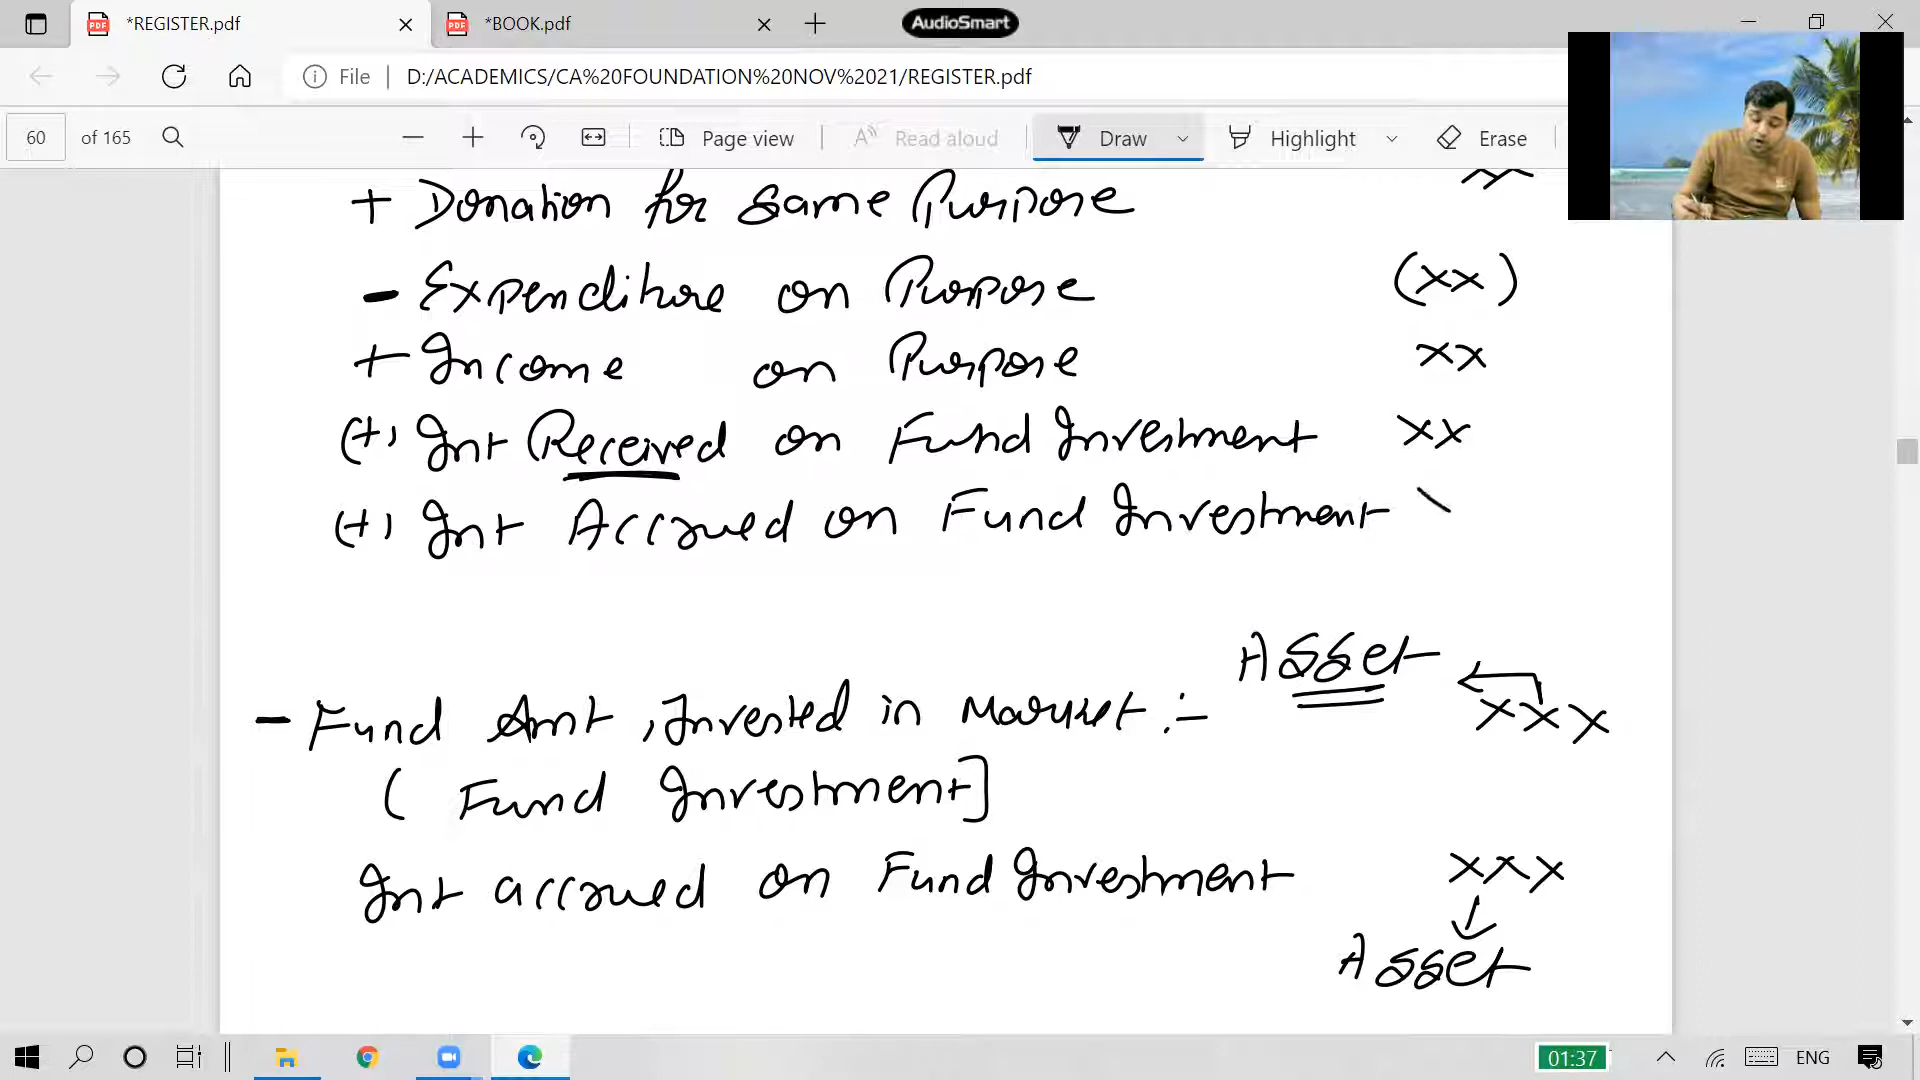 *REGISTER.pdf
*BOOK.pdf
AudioSmart
File
D:/ACADEMICS/CA%20FOUNDATION%20NOV%2021/REGISTER.pdf
60 of 165
Page view
Read aloud
Draw
Highlight
Erase
+ Donation for Same Purpose xx
- Expenditure on Purpose (xx)
+ Income on Purpose xx
(+) Int Received on Fund Investment xx
(+) Int Accrued on Fund Investment
Asset
- Fund Amt, Invested in Market :- xxx
( Fund Investment]
Int accrued on Fund Investment xxx
Asset
01:37
ENG